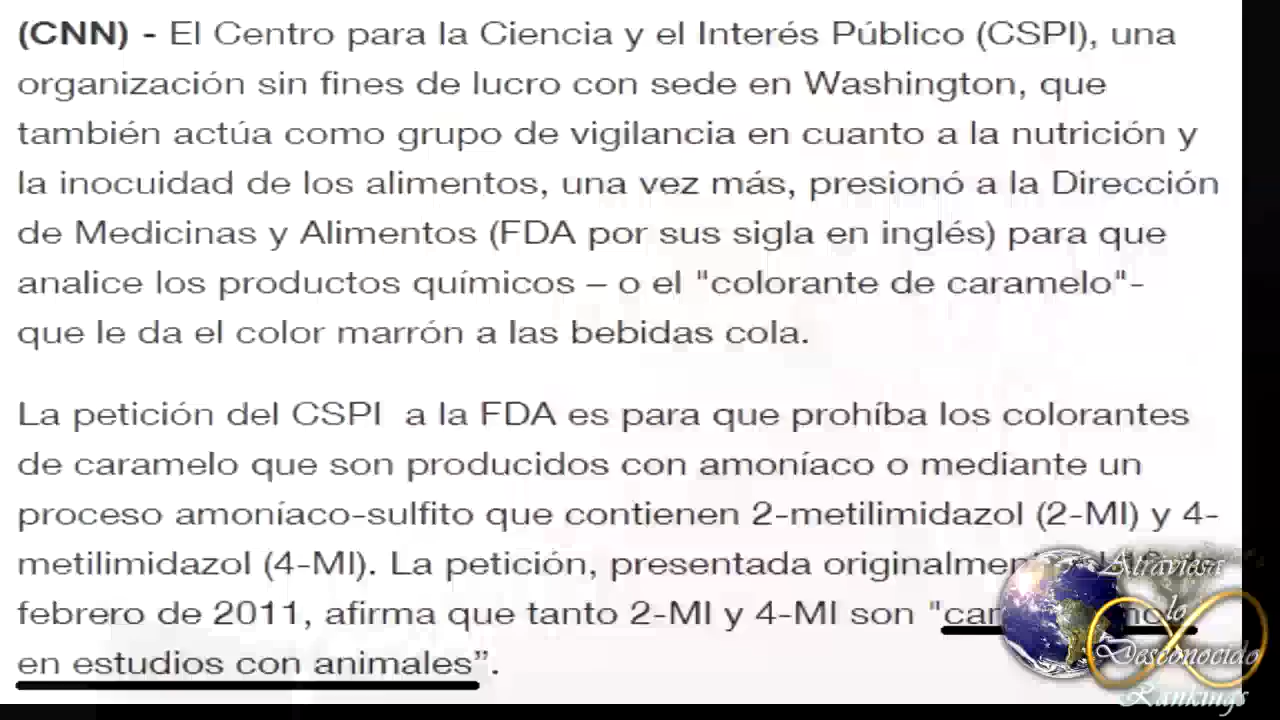 (CNN) - El Centro para la Ciencia y el Interés Público (CSPI), una
organización sin fines de lucro con sede en Washington, que
también actúa como grupo de vigilancia en cuanto a la nutrición y
la inocuidad de los alimentos, una vez más, presionó a la Dirección
de Medicinas y Alimentos (FDA por sus sigla en inglés) para que
analice los productos químicos – o el "colorante de caramelo"-
que le da el color marrón a las bebidas cola.
La petición del CSPI a la FDA es para que prohíba los colorantes
de caramelo que son producidos con amoníaco o mediante un
proceso amoníaco-sulfito que contienen 2-metilimidazol (2-MI) y 4-
metilimidazol (4-MI). La petición, presentada
febrero de 2011, afirma que tanto 2-MI y 4-MI son
en estudios con animales”.
Atraviesa
lo
Desconocido
Rankings